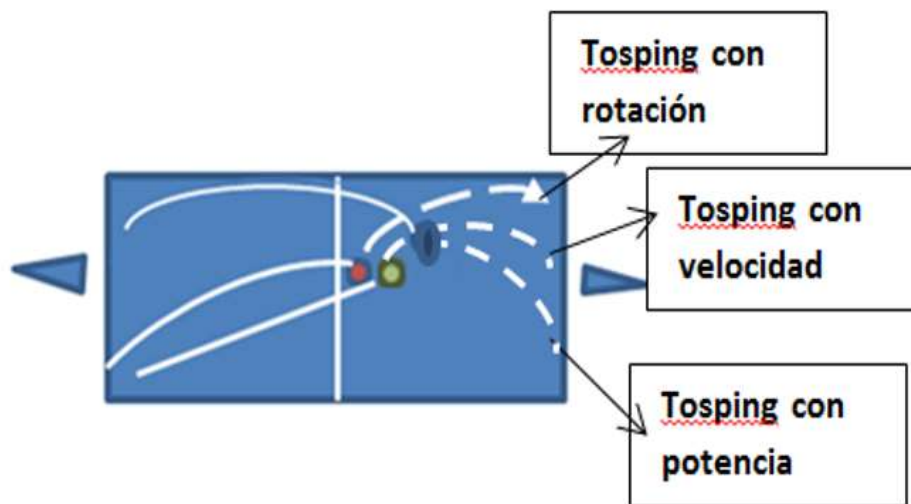 Tosping con
rotación
Tosping con
velocidad
Tosping con
potencia